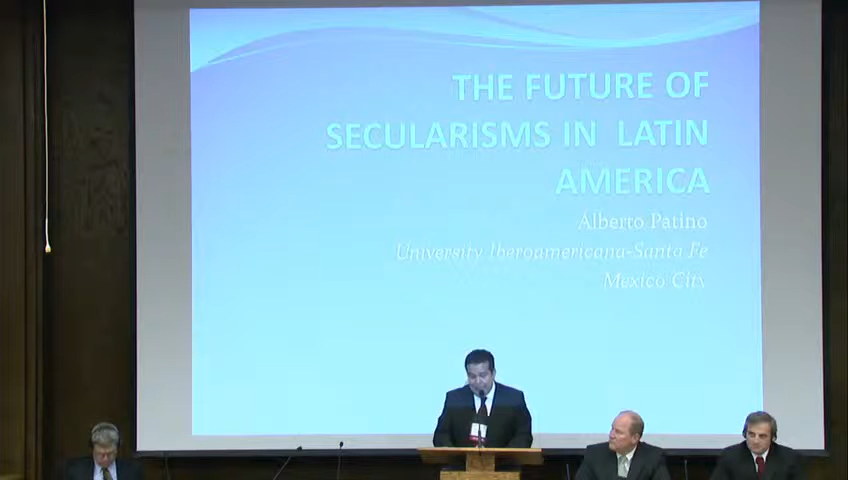 THE FUTURE OF
SECULARISMS IN LATIN
AMERICA
Alberto Patino
University Iberoamericana-Santa Fe
Mexico City